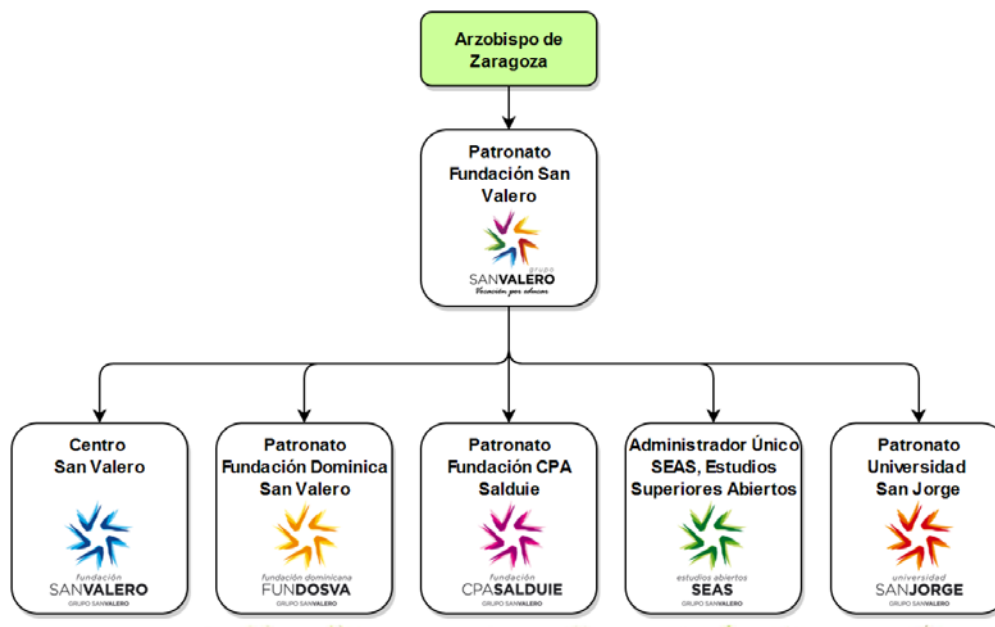 Arzobispo de
Zaragoza
Patronato
Fundación San
Valero
grupo
SANVALERO
Vocación por educar
Centro
San Valero
fundación
SANVALERO
GRUPO SANVALERO
Patronato
Fundación Dominica
San Valero
fundación dominicana
FUNDOSVA
GRUPO SANVALERO
Patronato
Fundación CPA
Salduie
fundación
CPASALDUIE
GRUPO SANVALERO
Administrador Único
SEAS, Estudios
Superiores Abiertos
estudios abiertos
SEAS
GRUPO SANVALERO
Patronato
Universidad
San Jorge
universidad
SANJORGE
GRUPO SANVALERO